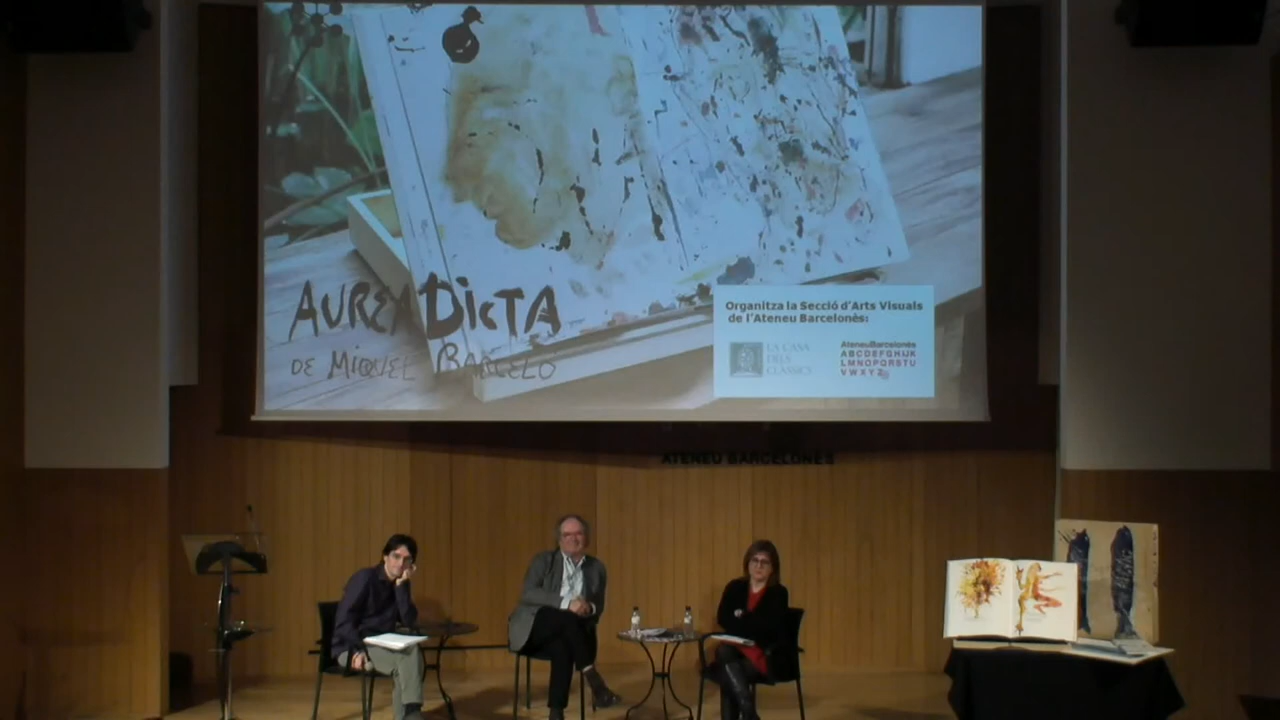 AUREA DICTA
DE MIQUEL BARCELÓ
Organitza la Secció d'Arts Visuals
de l'Ateneu Barcelonès:
LA CASA
DELS
CLÀSSICS
AteneuBarcelonès
ABCDEFGHIJK
LMNOPQRSTU
VWXYZ
ATENEU BARCELONÈS